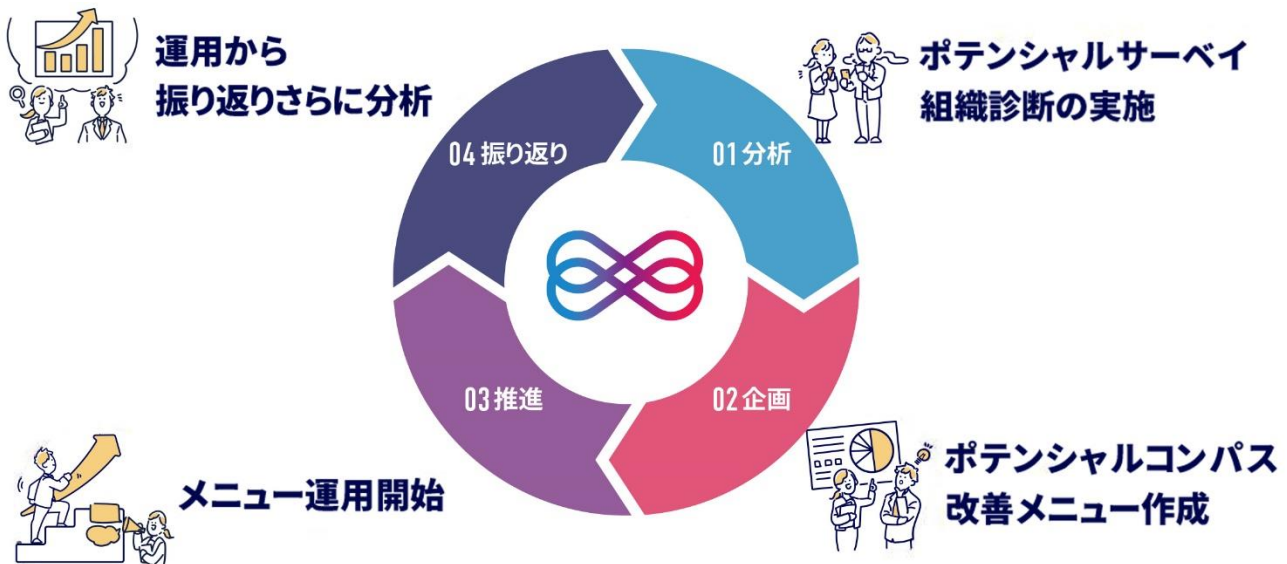 運用から
振り返りさらに分析
ポテンシャルサーベイ
組織診断の実施
04 振り返り
01 分析
03 推進
02 企画
メニュー運用開始
ポテンシャルコンパス
改善メニュー作成